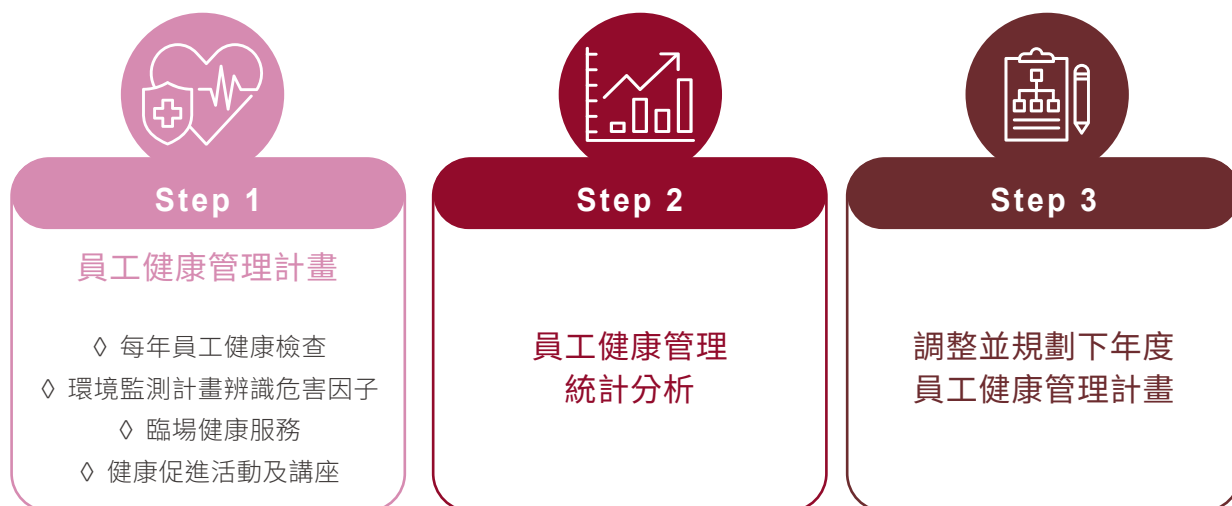 Step 1
員工健康管理計畫
◊ 每年員工健康檢查
◊ 環境監測計畫辨識危害因子
◊ 臨場健康服務
◊ 健康促進活動及講座
Step 2
員工健康管理
統計分析
Step 3
調整並規劃下年度
員工健康管理計畫